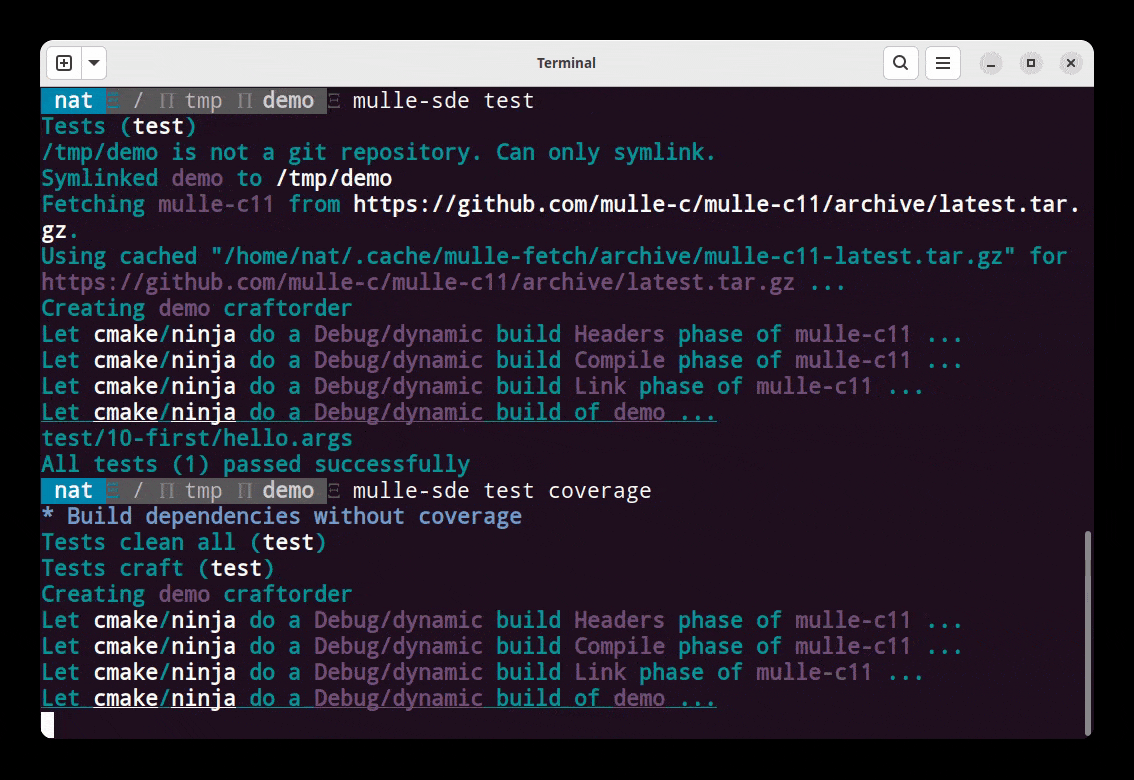 Terminal
nat Ξ / Π tmp Π demo Ξ mulle-sde test
Tests (test)
/tmp/demo is not a git repository. Can only symlink.
Symlinked demo to /tmp/demo
Fetching mulle-c11 from https://github.com/mulle-c/mulle-c11/archive/latest.tar.
gz.
Using cached "/home/nat/.cache/mulle-fetch/archive/mulle-c11-latest.tar.gz" for
https://github.com/mulle-c/mulle-c11/archive/latest.tar.gz ...
Creating demo craftorder
Let cmake/ninja do a Debug/dynamic build Headers phase of mulle-c11 ...
Let cmake/ninja do a Debug/dynamic build Compile phase of mulle-c11 ...
Let cmake/ninja do a Debug/dynamic build Link phase of mulle-c11 ...
Let cmake/ninja do a Debug/dynamic build of demo ...
test/10-first/hello.args
All tests (1) passed successfully
nat Ξ / Π tmp Π demo Ξ mulle-sde test coverage
* Build dependencies without coverage
Tests clean all (test)
Tests craft (test)
Creating demo craftorder
Let cmake/ninja do a Debug/dynamic build Headers phase of mulle-c11 ...
Let cmake/ninja do a Debug/dynamic build Compile phase of mulle-c11 ...
Let cmake/ninja do a Debug/dynamic build Link phase of mulle-c11 ...
Let cmake/ninja do a Debug/dynamic build of demo ...